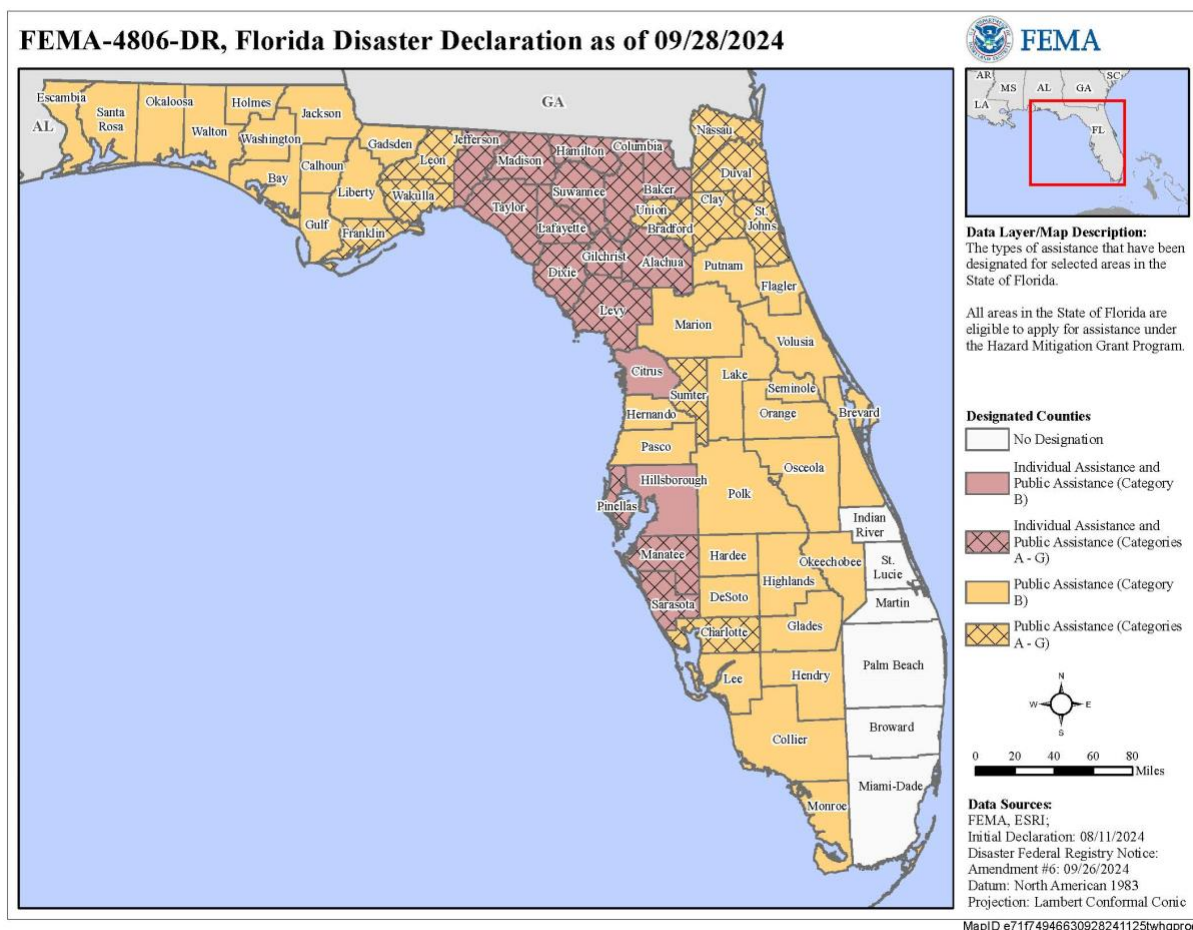 FEMA-4806-DR, Florida Disaster Declaration as of 09/28/2024
FEMA
AR
MS
AL
GA
SC
LA
FL
Escambia
Santa
Rosa
Okaloosa
Walton
Holmes
Washington
Jackson
Bay
Calhoun
Gulf
Liberty
Gadsden
Franklin
Leon
Wakulla
AL
GA
Jefferson
Madison
Hamilton
Columbia
Taylor
Suwannee
Lafayette
Baker
Union
Bradford
Nassau
Duval
Clay
St.
Johns
Dixie
Gilchrist
Alachua
Putnam
Flagler
Levy
Marion
Volusia
Citrus
Sumter
Lake
Seminole
Hernando
Orange
Brevard
Pasco
Osceola
Hillsborough
Polk
Pinellas
Indian
River
Manatee
Hardee
Okeechobee
St.
Lucie
Highlands
Sarasota
DeSoto
Martin
Charlotte
Glades
Lee
Hendry
Palm Beach
Broward
Collier
Monroe
Miami-Dade
Data Layer/Map Description:
The types of assistance that have been
designated for selected areas in the
State of Florida.
All areas in the State of Florida are
eligible to apply for assistance under
the Hazard Mitigation Grant Program.
Designated Counties
No Designation
Individual Assistance and
Public Assistance (Category
B)
Individual Assistance and
Public Assistance (Categories
A - G)
Public Assistance (Category
B)
Public Assistance (Categories
A - G)
N
W
E
S
0 20 40 60 80
Miles
Data Sources:
FEMA, ESRI;
Initial Declaration: 08/11/2024
Disaster Federal Registry Notice:
Amendment #6: 09/26/2024
Datum: North American 1983
Projection: Lambert Conformal Conic